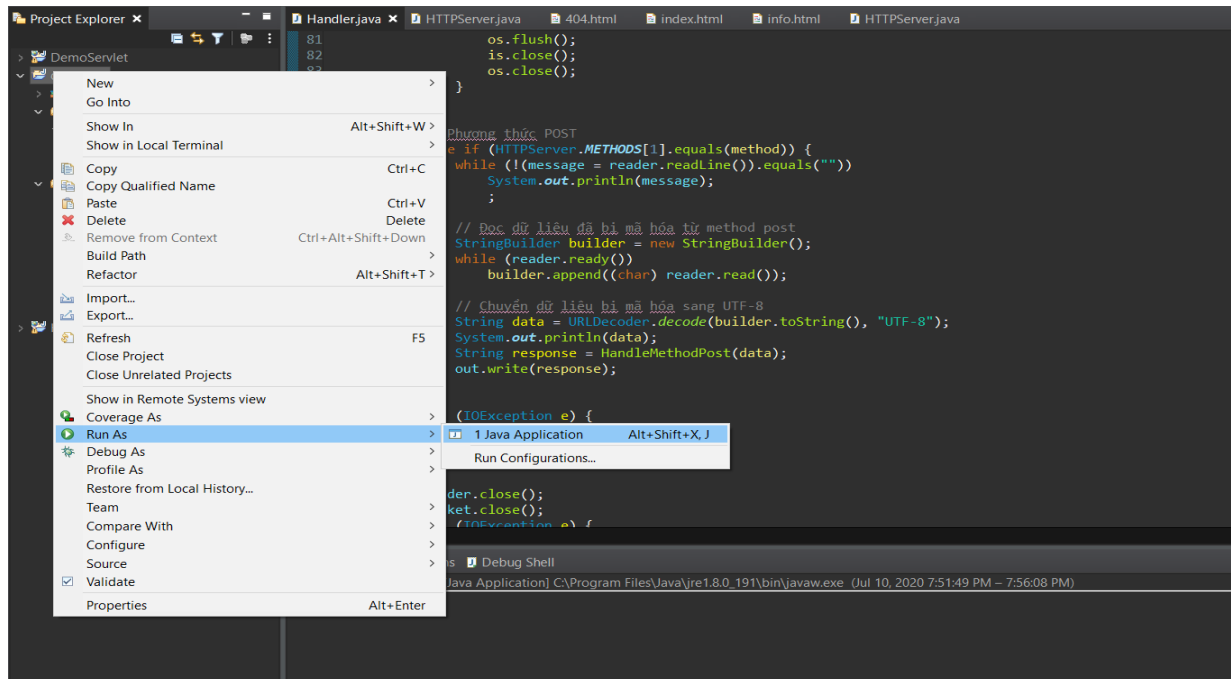 Project Explorer
Handler.java
HTTPServer.java
404.html
index.html
info.html
HTTPServer.java
DemoServlet
New
Go Into
Show In Alt+Shift+W >
Show in Local Terminal >
Copy Ctrl+C
Copy Qualified Name
Paste Ctrl+V
Delete Delete
Remove from Context Ctrl+Alt+Shift+Down
Build Path >
Refactor Alt+Shift+T >
Import...
Export...
Refresh F5
Close Project
Close Unrelated Projects
Show in Remote Systems view
Coverage As >
Run As >
Debug As >
Profile As >
Restore from Local History...
Team >
Compare With >
Configure >
Source >
Validate
Properties Alt+Enter
1 Java Application Alt+Shift+X, J
Run Configurations...
81 os.flush();
82 is.close();
83 os.close();
}
Phương thức POST
e if (HTTPServer.METHODS[1].equals(method)) {
while (!(message = reader.readLine()).equals(""))
System.out.println(message);
;
// Đọc dữ liệu đã bị mã hóa từ method post
StringBuilder builder = new StringBuilder();
while (reader.ready())
builder.append((char) reader.read());
// Chuyển dữ liệu bị mã hóa sang UTF-8
String data = URLDecoder.decode(builder.toString(), "UTF-8");
System.out.println(data);
String response = HandleMethodPost(data);
out.write(response);
(IOException e) {
der.close();
ket.close();
(IOException e) {
Debug Shell
Java Application] C:\Program Files\Java\jre1.8.0_191\bin\javaw.exe (Jul 10, 2020 7:51:49 PM – 7:56:08 PM)